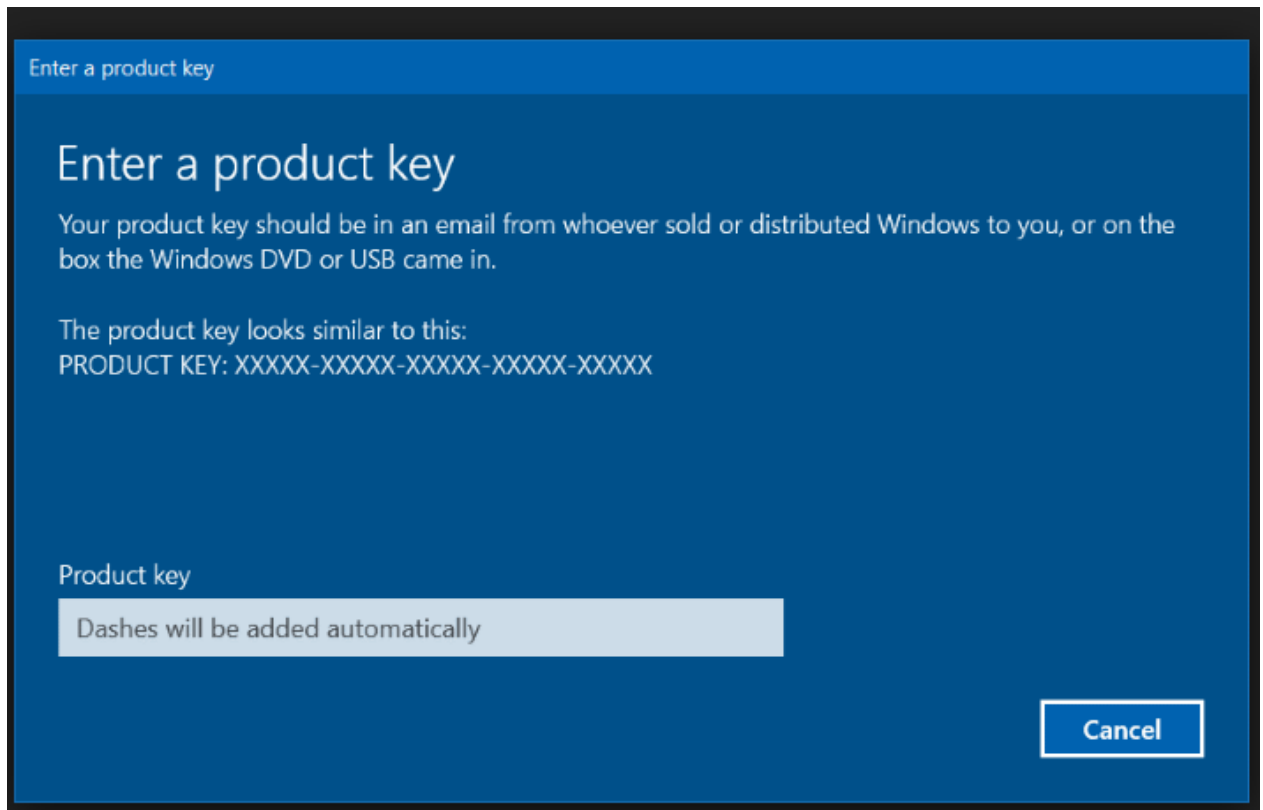 Enter a product key
Enter a product key
Your product key should be in an email from whoever sold or distributed Windows to you, or on the
box the Windows DVD or USB came in.
The product key looks similar to this:
PRODUCT KEY: XXXXX-XXXXX-XXXXX-XXXXX-XXXXX
Product key
Dashes will be added automatically
Cancel